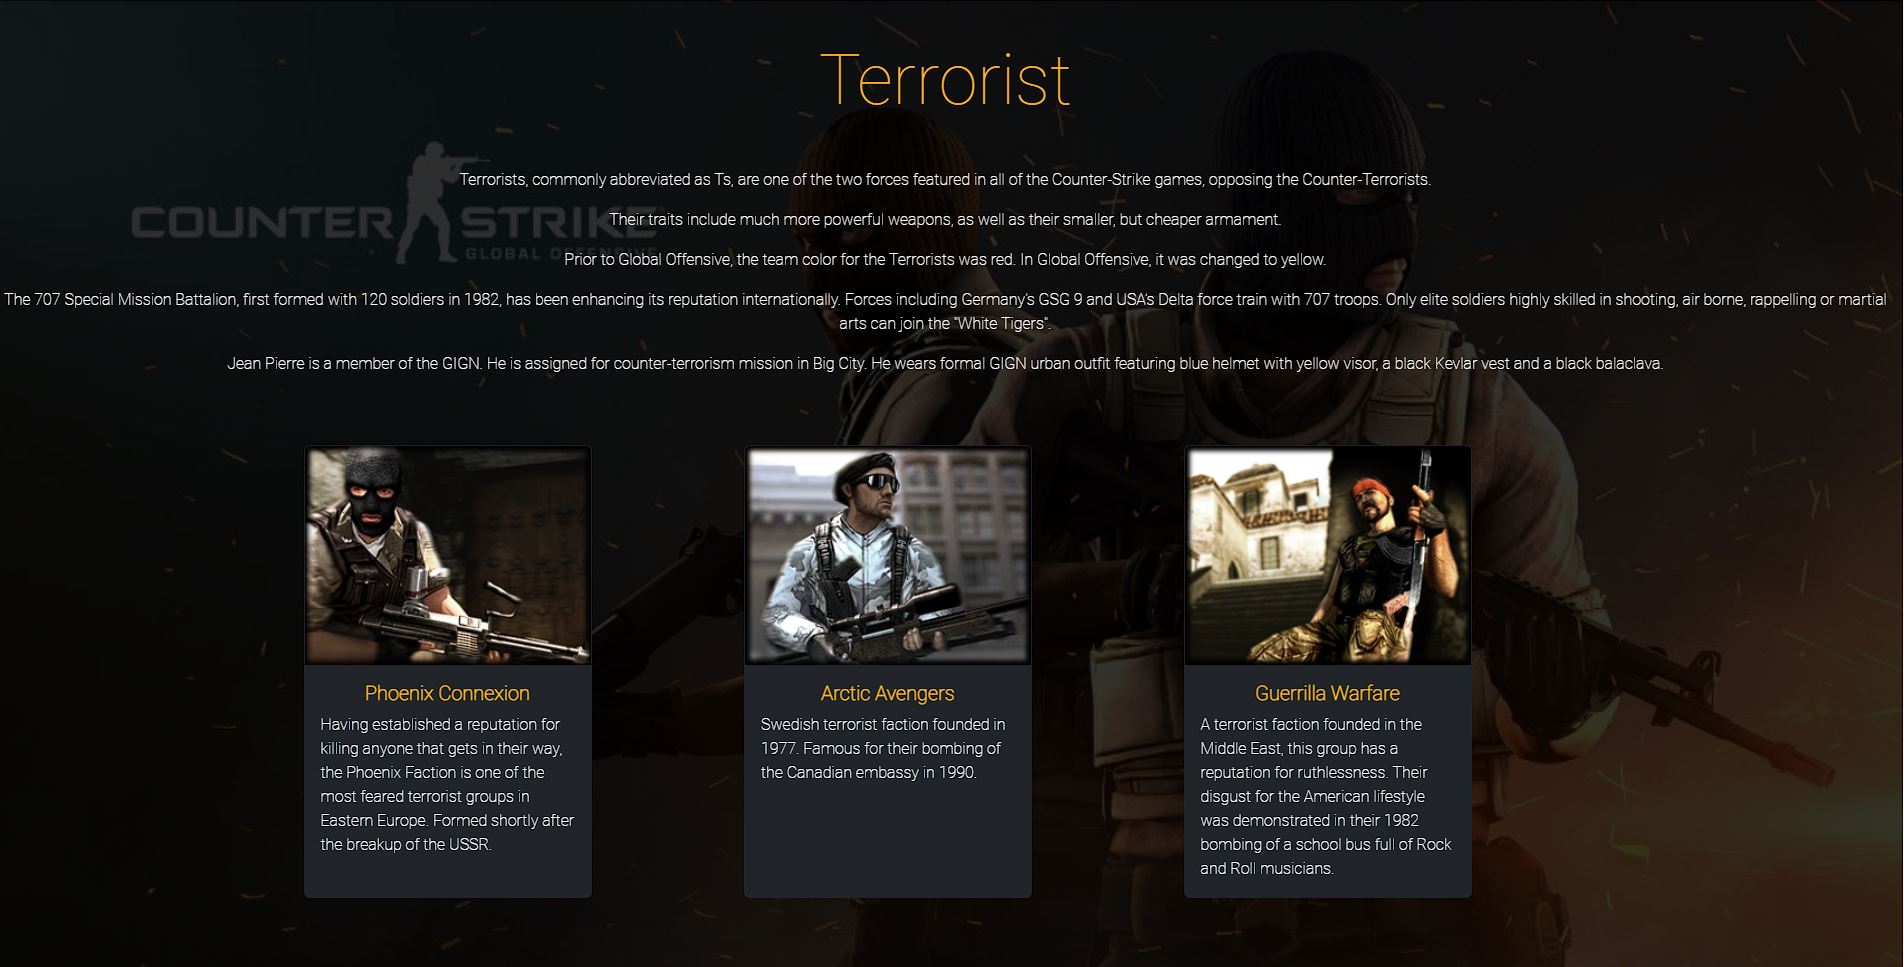 Terrorist
Terrorists, commonly abbreviated as Ts, are one of the two forces featured in all of the Counter-Strike games, opposing the Counter-Terrorists.
COUNTER STRIKE
Their traits include much more powerful weapons, as well as their smaller, but cheaper armament.
GLOBAL OFFENSIVE
Prior to Global Offensive, the team color for the Terrorists was red. In Global Offensive, it was changed to yellow.
The 707 Special Mission Battalion, first formed with 120 soldiers in 1982, has been enhancing its reputation internationally. Forces including Germany's GSG 9 and USA's Delta force train with 707 troops. Only elite soldiers highly skilled in shooting, air borne, rappelling or martial
arts can join the "White Tigers".
Jean Pierre is a member of the GIGN. He is assigned for counter-terrorism mission in Big City. He wears formal GIGN urban outfit featuring blue helmet with yellow visor, a black Kevlar vest and a black balaclava.
Phoenix Connexion
Having established a reputation for
killing anyone that gets in their way,
the Phoenix Faction is one of the
most feared terrorist groups in
Eastern Europe. Formed shortly after
the breakup of the USSR.
Arctic Avengers
Swedish terrorist faction founded in
1977. Famous for their bombing of
the Canadian embassy in 1990.
Guerrilla Warfare
A terrorist faction founded in the
Middle East, this group has a
reputation for ruthlessness. Their
disgust for the American lifestyle
was demonstrated in their 1982
bombing of a school bus full of Rock
and Roll musicians.